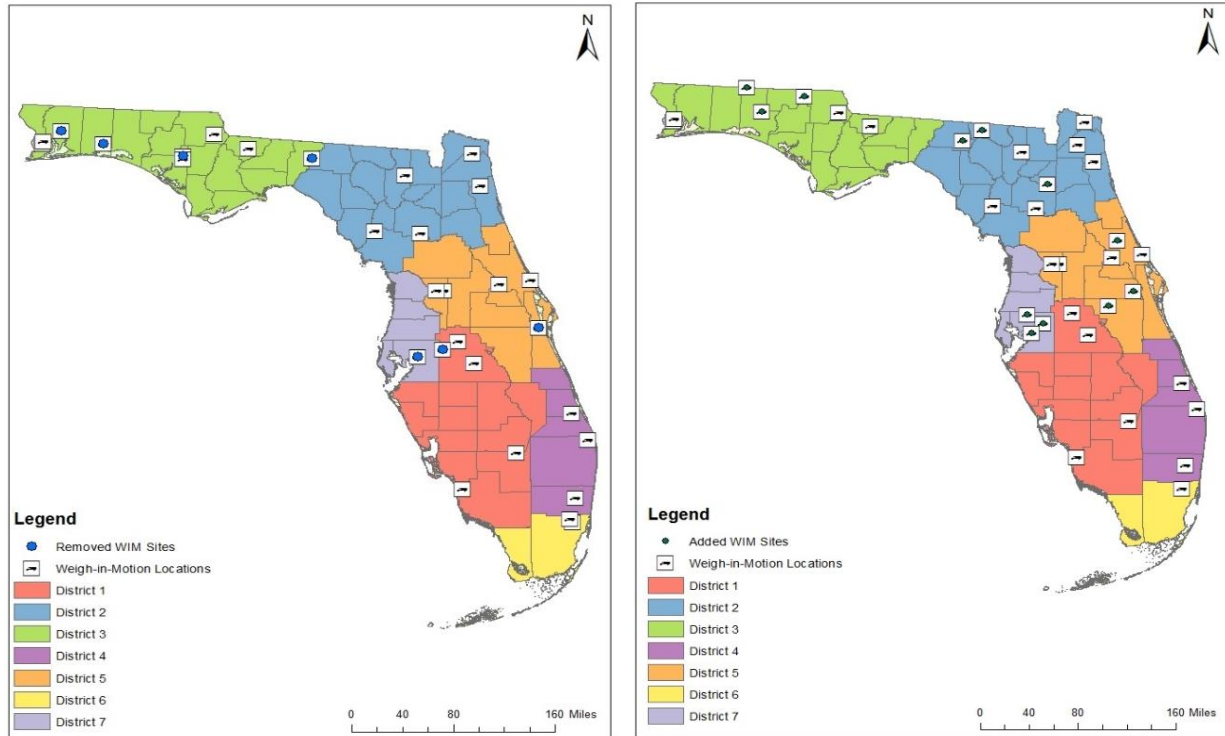 N
Legend
Removed WIM Sites
Weigh-in-Motion Locations
District 1
District 2
District 3
District 4
District 5
District 6
District 7
0 40 80 160 Miles
N
Legend
Added WIM Sites
Weigh-in-Motion Locations
District 1
District 2
District 3
District 4
District 5
District 6
District 7
0 40 80 160 Miles